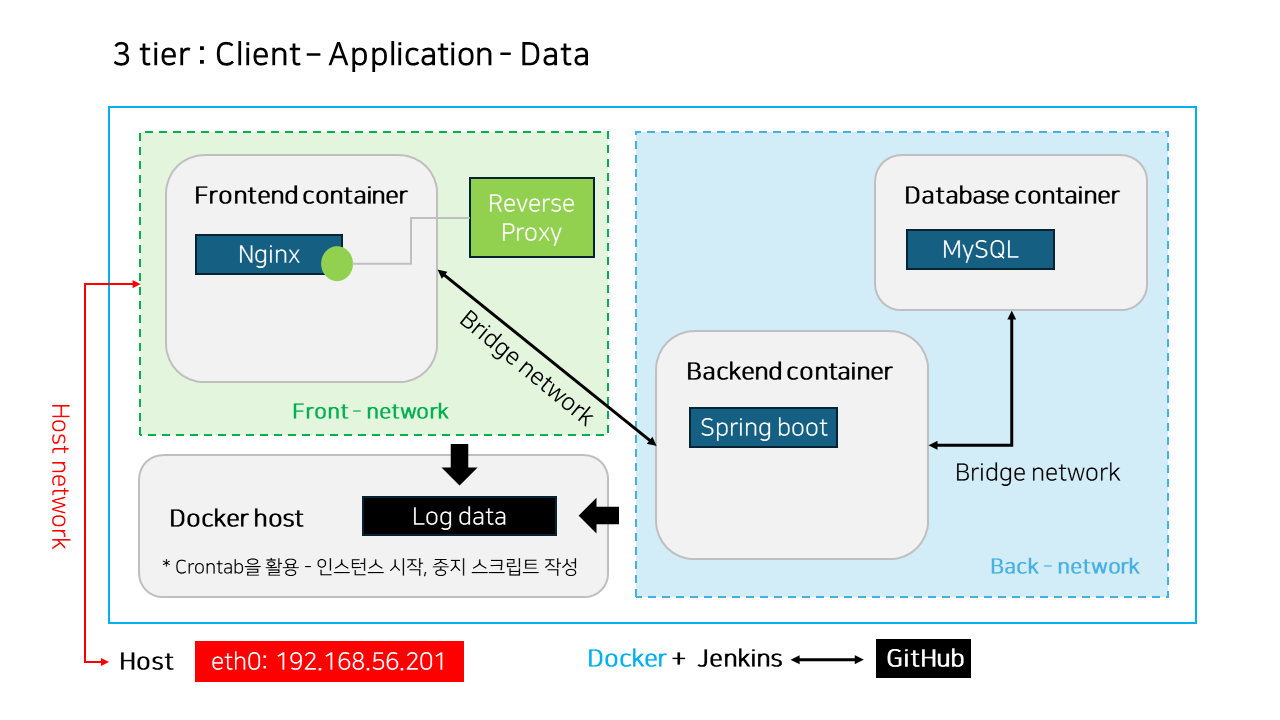 3 tier : Client – Application - Data
Frontend container
Nginx
Reverse
Proxy
Bridge network
Front - network
Database container
MySQL
Backend container
Spring boot
Bridge network
Back - network
Host network
Docker host
Log data
* Crontab을 활용 - 인스턴스 시작, 중지 스크립트 작성
Host
eth0: 192.168.56.201
Docker + Jenkins
GitHub